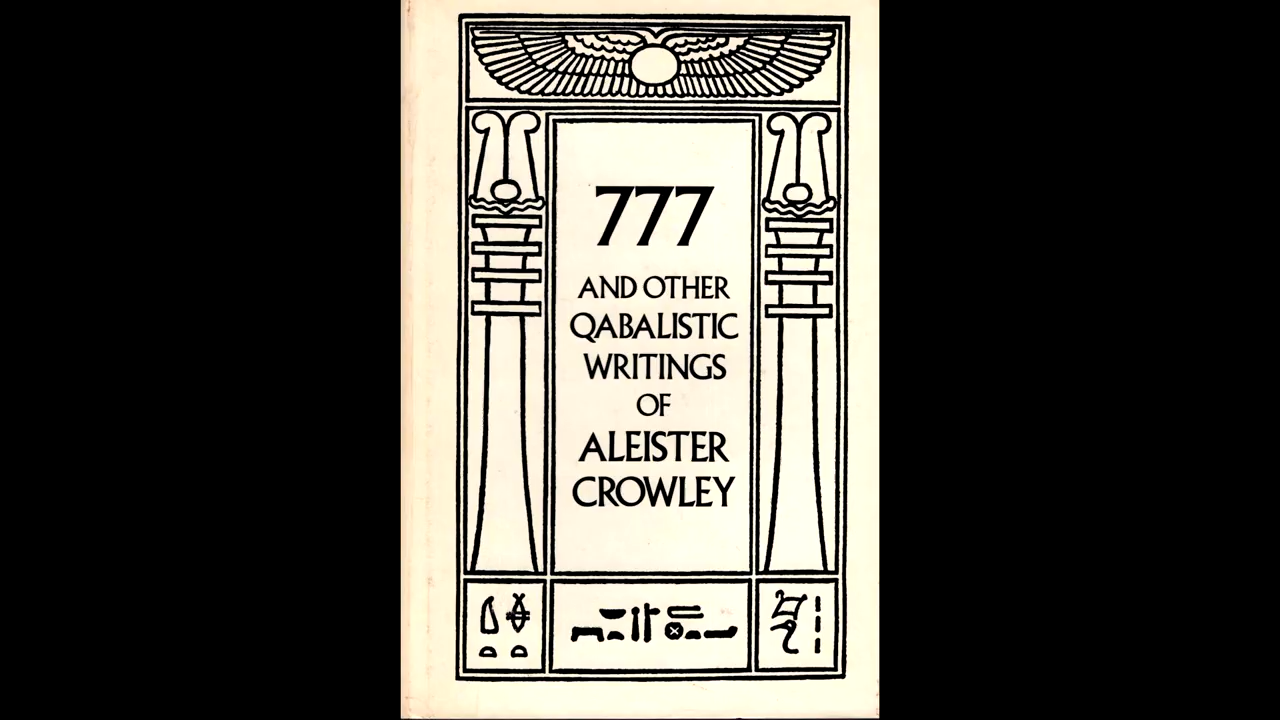 777
AND OTHER
QABALISTIC
WRITINGS
OF
ALEISTER
CROWLEY